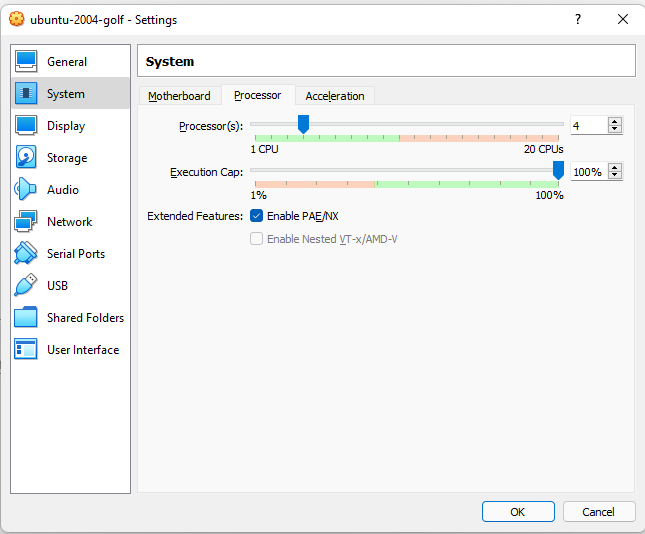 ubuntu-2004-golf - Settings
?
General
System
Display
Storage
Audio
Network
Serial Ports
USB
Shared Folders
User Interface
System
Motherboard Processor Acceleration
Processor(s): 4
1 CPU 20 CPUs
Execution Cap: 100%
1% 100%
Extended Features: Enable PAE/NX
Enable Nested VT-x/AMD-V
OK Cancel